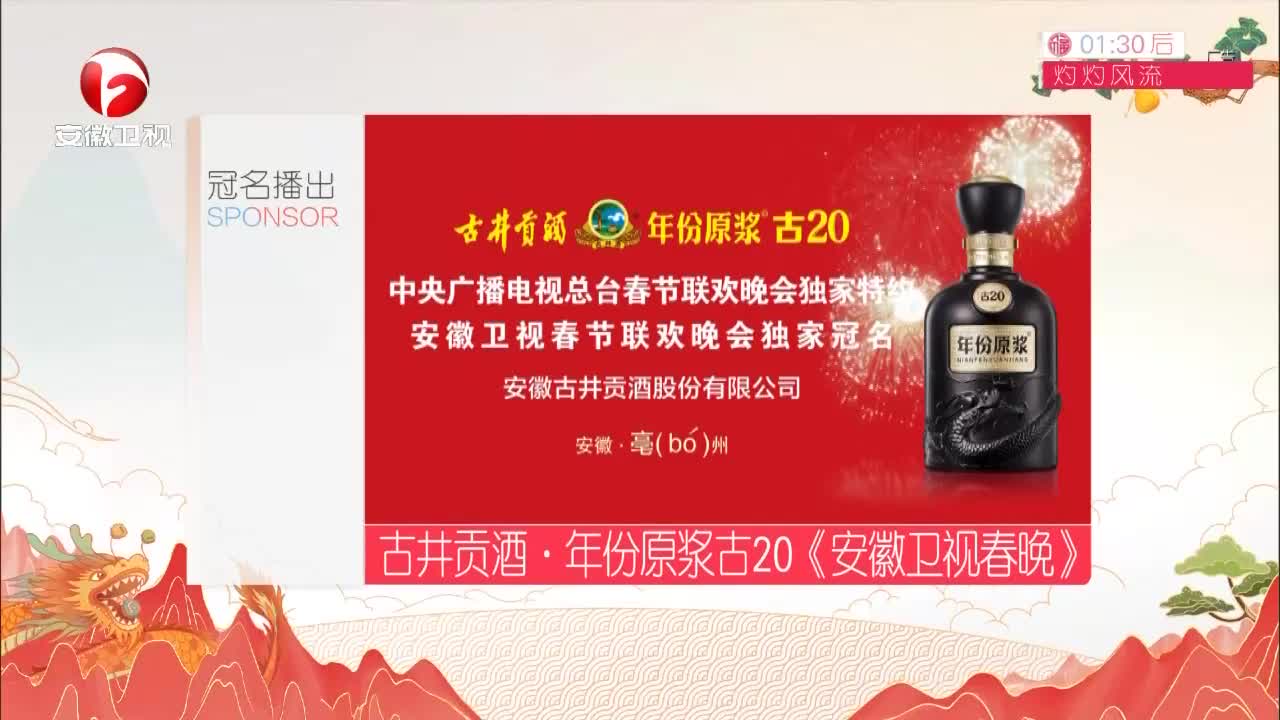 安徽卫视
01:30后
灼灼风流
冠名播出
SPONSOR
古井贡酒 年份原浆® 古20
中央广播电视总台春节联欢晚会独家特约
安徽卫视春节联欢晚会独家冠名
安徽古井贡酒股份有限公司
安徽·亳(bó)州
古20
年份原浆
NIANFENYUANJIANG
古井贡酒·年份原浆古20《安徽卫视春晚》